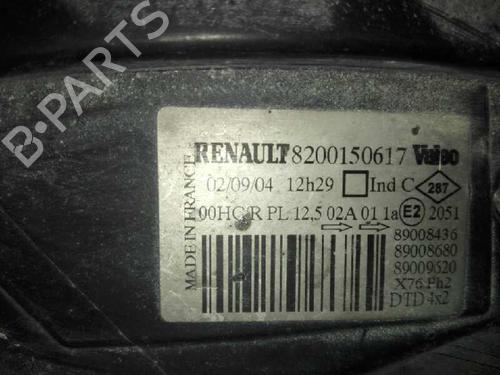 RENAULT 8200150617 Valeo
02/09/04 12h29 Ind C 287
00HC/R PL 12,5 02A 01 1a E2 2051
89008436
89008680
89009520
X76 Ph2
DTD 4x2
MADE IN FRANCE
B-PARTS